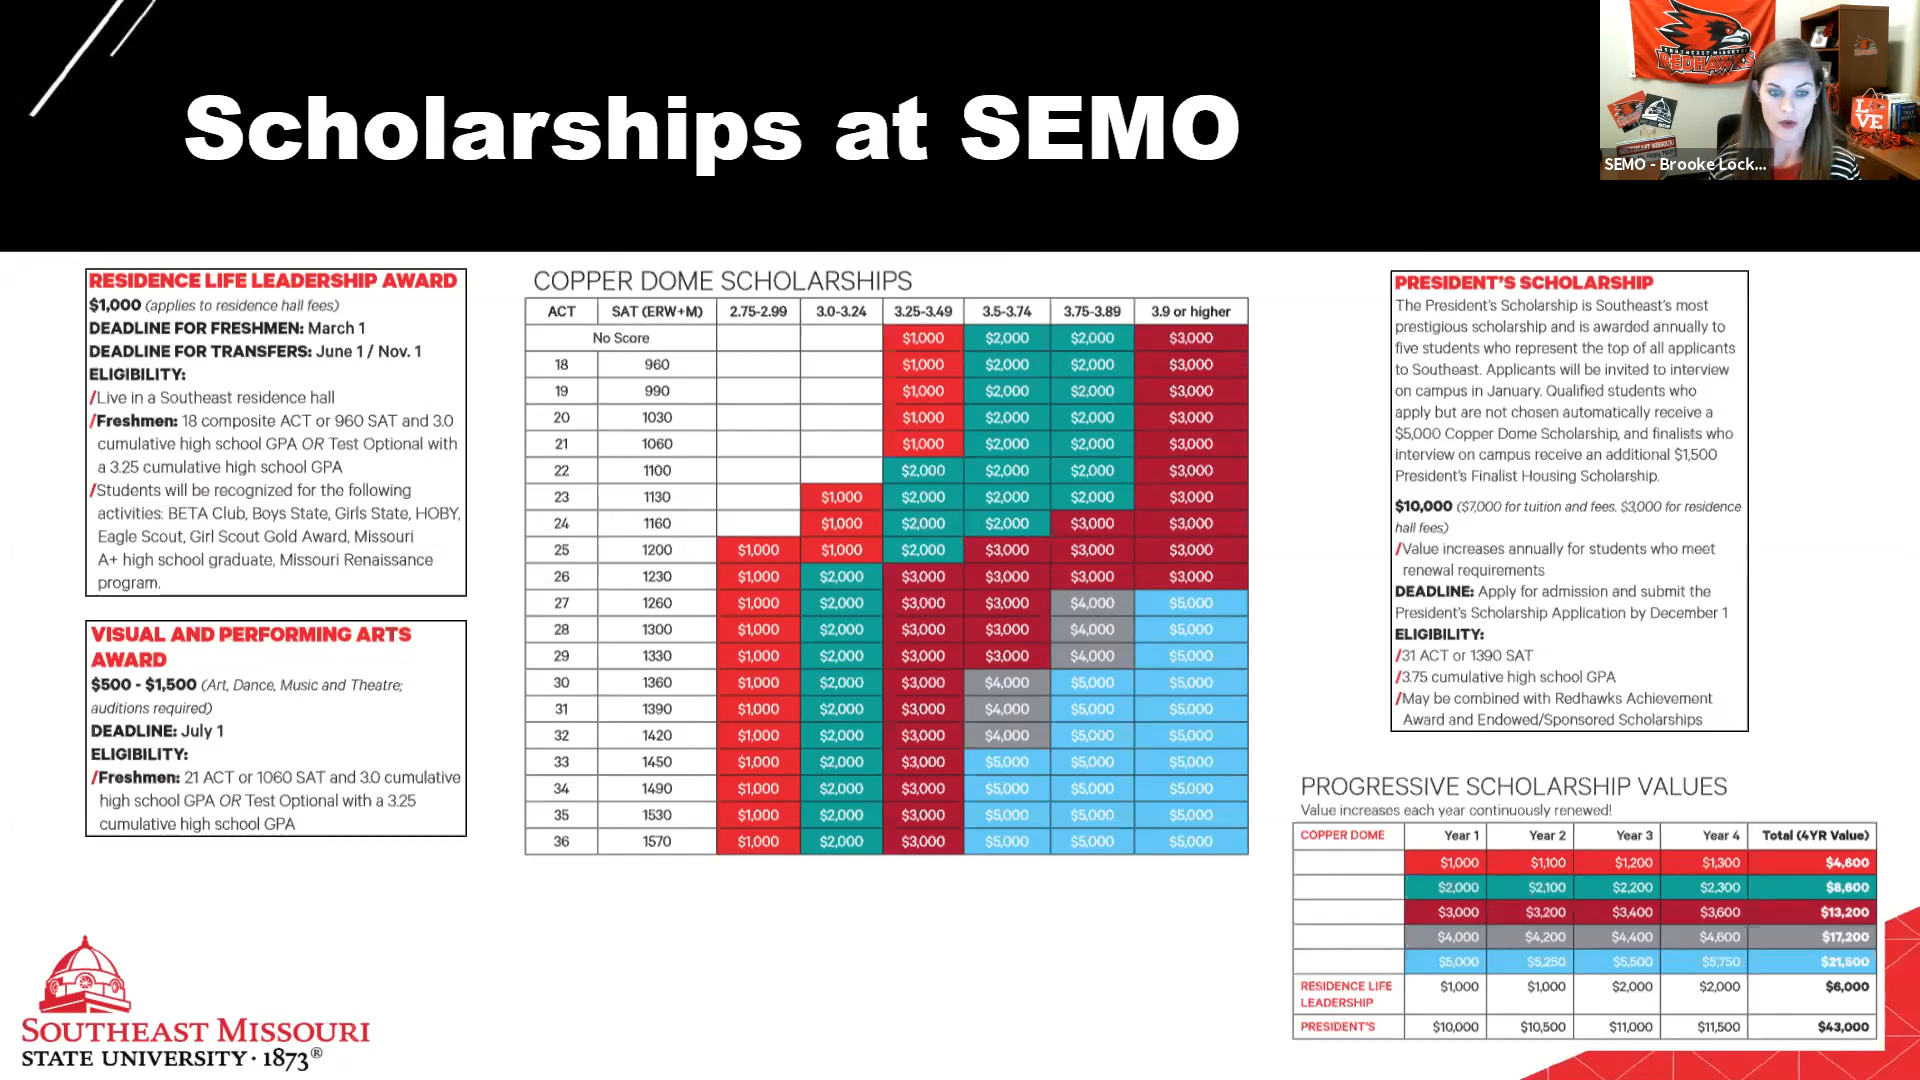 Scholarships at SEMO
SOUTHEAST MISSOURI
REDHAWKS
LOVE
SOUTHEAST MISSOURI
SEMO - Brooke Lock...
RESIDENCE LIFE LEADERSHIP AWARD
$1,000 (applies to residence hall fees)
DEADLINE FOR FRESHMEN: March 1
DEADLINE FOR TRANSFERS: June 1 / Nov. 1
ELIGIBILITY:
/Live in a Southeast residence hall
/Freshmen: 18 composite ACT or 960 SAT and 3.0
cumulative high school GPA OR Test Optional with
a 3.25 cumulative high school GPA
/Students will be recognized for the following
activities: BETA Club, Boys State, Girls State, HOBY,
Eagle Scout, Girl Scout Gold Award, Missouri
A+ high school graduate, Missouri Renaissance
program.
VISUAL AND PERFORMING ARTS
AWARD
$500 - $1,500 (Art, Dance, Music and Theatre;
auditions required)
DEADLINE: July 1
ELIGIBILITY:
/Freshmen: 21 ACT or 1060 SAT and 3.0 cumulative
high school GPA OR Test Optional with a 3.25
cumulative high school GPA
COPPER DOME SCHOLARSHIPS
ACT SAT (ERW+M) 2.75-2.99 3.0-3.24 3.25-3.49 3.5-3.74 3.75-3.89 3.9 or higher
No Score $1,000 $2,000 $2,000 $3,000
18 960 $1,000 $2,000 $2,000 $3,000
19 990 $1,000 $2,000 $2,000 $3,000
20 1030 $1,000 $2,000 $2,000 $3,000
21 1060 $1,000 $2,000 $2,000 $3,000
22 1100 $2,000 $2,000 $2,000 $3,000
23 1130 $1,000 $2,000 $2,000 $2,000 $3,000
24 1160 $1,000 $2,000 $2,000 $3,000 $3,000
25 1200 $1,000 $1,000 $2,000 $3,000 $3,000 $3,000
26 1230 $1,000 $2,000 $3,000 $3,000 $3,000 $3,000
27 1260 $1,000 $2,000 $3,000 $3,000 $4,000 $5,000
28 1300 $1,000 $2,000 $3,000 $3,000 $4,000 $5,000
29 1330 $1,000 $2,000 $3,000 $3,000 $4,000 $5,000
30 1360 $1,000 $2,000 $3,000 $4,000 $5,000 $5,000
31 1390 $1,000 $2,000 $3,000 $4,000 $5,000 $5,000
32 1420 $1,000 $2,000 $3,000 $4,000 $5,000 $5,000
33 1450 $1,000 $2,000 $3,000 $5,000 $5,000 $5,000
34 1490 $1,000 $2,000 $3,000 $5,000 $5,000 $5,000
35 1530 $1,000 $2,000 $3,000 $5,000 $5,000 $5,000
36 1570 $1,000 $2,000 $3,000 $5,000 $5,000 $5,000
PRESIDENT'S SCHOLARSHIP
The President's Scholarship is Southeast's most
prestigious scholarship and is awarded annually to
five students who represent the top of all applicants
to Southeast. Applicants will be invited to interview
on campus in January. Qualified students who
apply but are not chosen automatically receive a
$5,000 Copper Dome Scholarship, and finalists who
interview on campus receive an additional $1,500
President's Finalist Housing Scholarship.
$10,000 ($7,000 for tuition and fees. $3,000 for residence
hall fees)
/Value increases annually for students who meet
renewal requirements
DEADLINE: Apply for admission and submit the
President's Scholarship Application by December 1
ELIGIBILITY:
/31 ACT or 1390 SAT
/3.75 cumulative high school GPA
/May be combined with Redhawks Achievement
Award and Endowed/Sponsored Scholarships
PROGRESSIVE SCHOLARSHIP VALUES
Value increases each year continuously renewed!
COPPER DOME Year 1 Year 2 Year 3 Year 4 Total (4YR Value)
$1,000 $1,100 $1,200 $1,300 $4,600
$2,000 $2,100 $2,200 $2,300 $8,600
$3,000 $3,200 $3,400 $3,600 $13,200
$4,000 $4,200 $4,400 $4,600 $17,200
$5,000 $5,250 $5,500 $5,750 $21,500
RESIDENCE LIFE LEADERSHIP $1,000 $1,000 $2,000 $2,000 $6,000
PRESIDENT'S $10,000 $10,500 $11,000 $11,500 $43,000
SOUTHEAST MISSOURI
STATE UNIVERSITY · 1873®